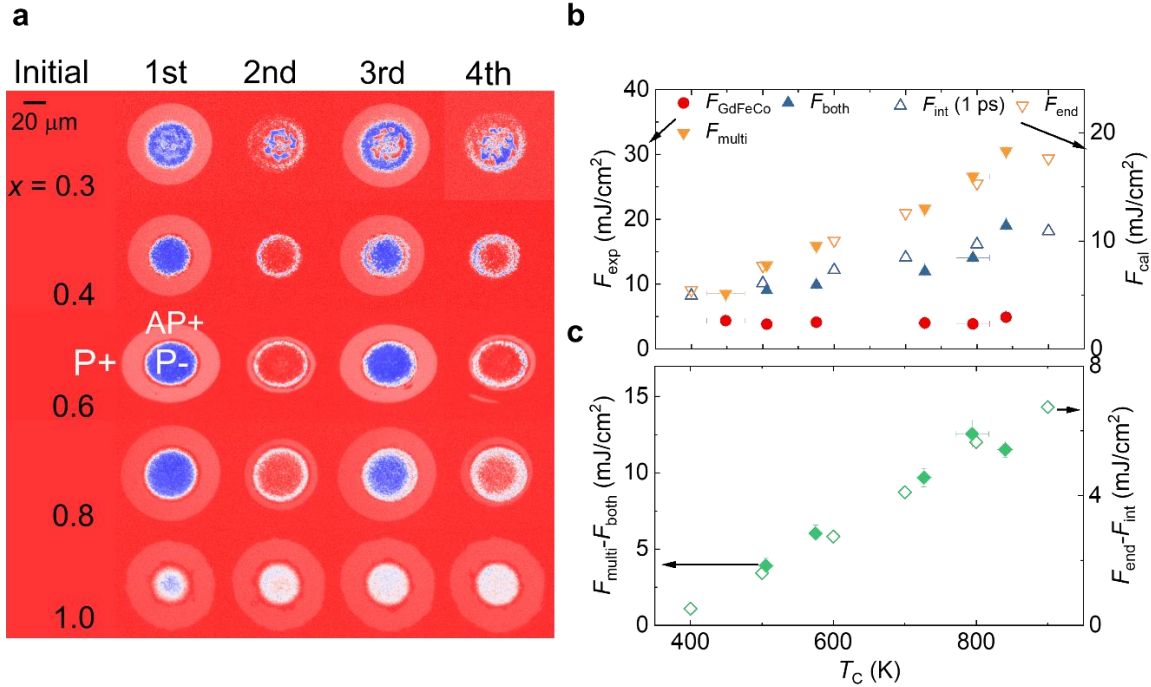 a
Initial 1st 2nd 3rd 4th
20 μm
x = 0.3
0.4
AP+
P+ P-
0.6
0.8
1.0
b
F_GdFeCo F_both F_int (1 ps) F_end
F_multi
40
30
20
10
0
F_exp (mJ/cm²)
20
10
0
F_cal (mJ/cm²)
c
15
10
5
0
F_multi-F_both (mJ/cm²)
8
4
0
F_end-F_int (mJ/cm²)
400 600 800
T_C (K)